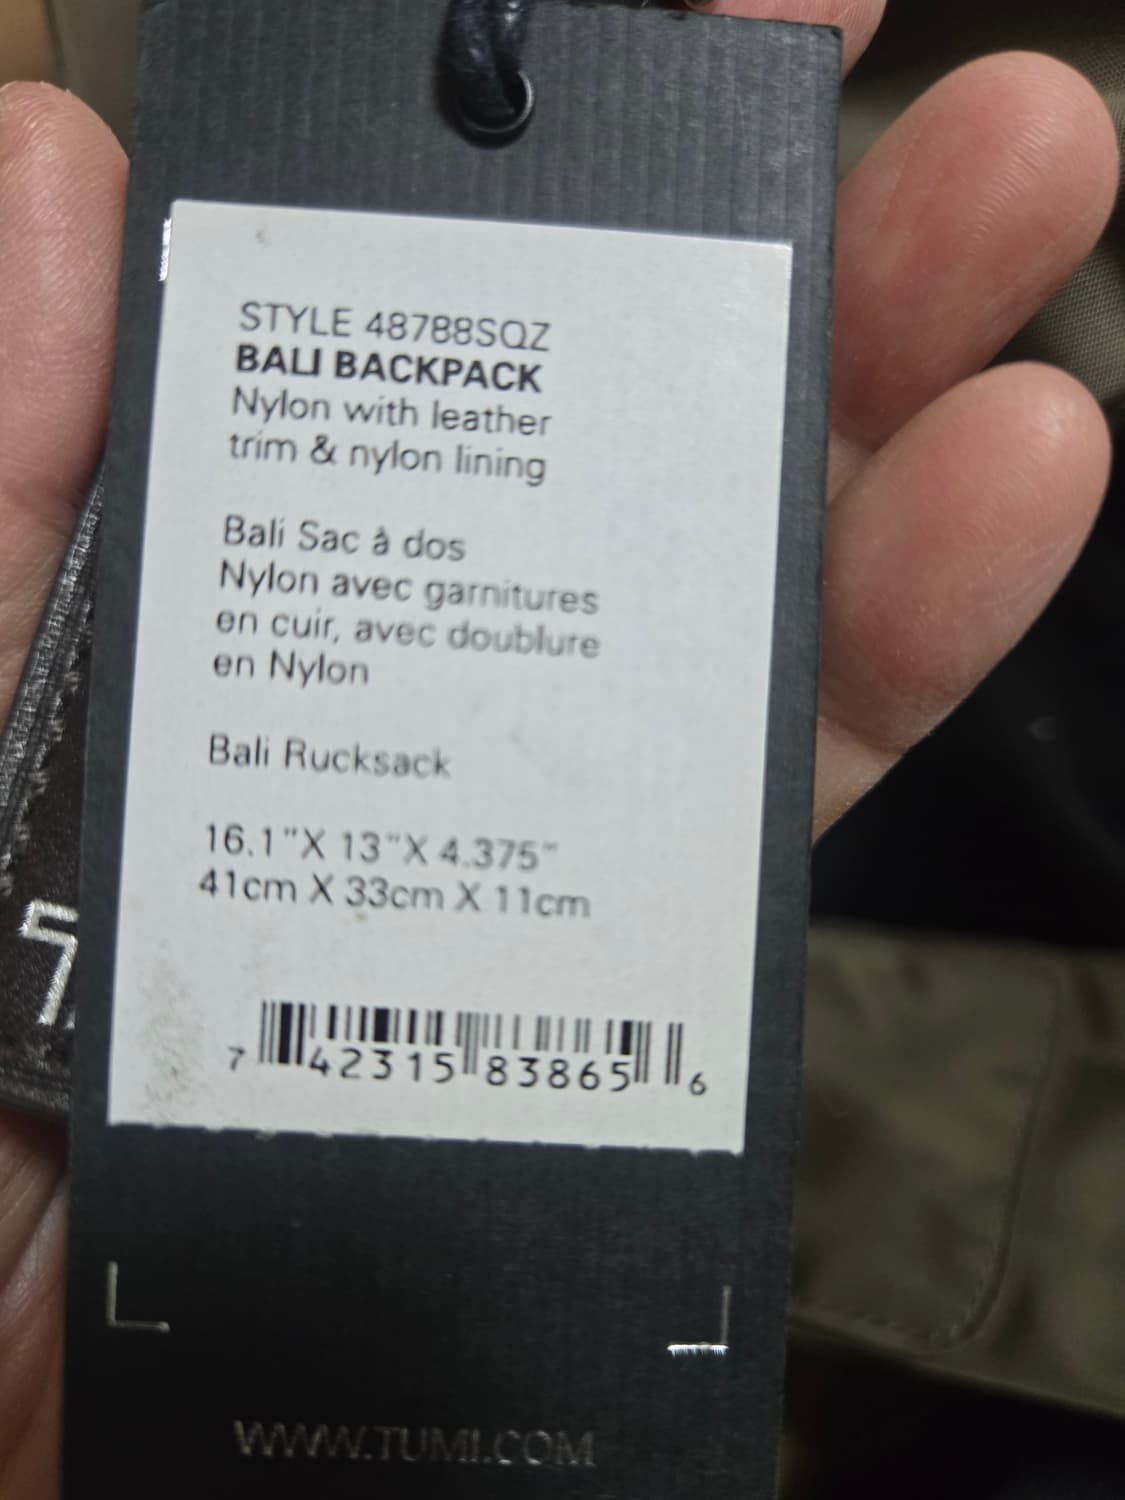 STYLE 48788SQZ
BALI BACKPACK
Nylon with leather
trim & nylon lining
Bali Sac à dos
Nylon avec garnitures
en cuir, avec doublure
en Nylon
Bali Rucksack
16.1"X 13"X 4.375"
41cm X 33cm X 11cm
7 42315 83865 6
WWW.TUMI.COM